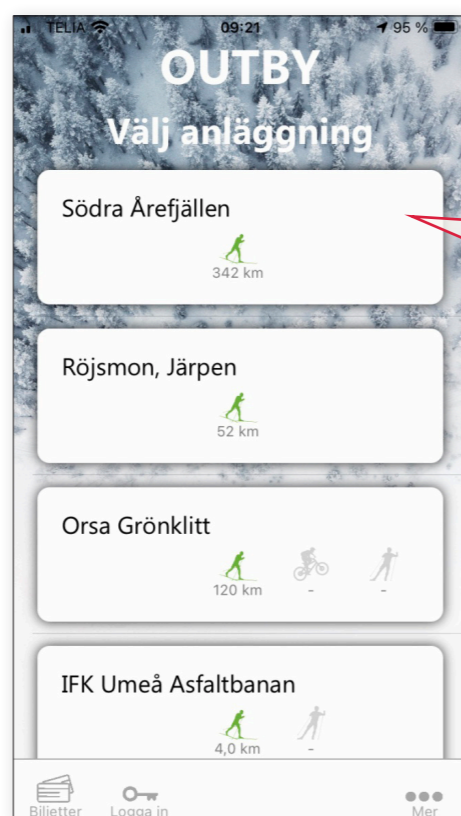 TELIA 09:21 95 %
OUTBY
Välj anläggning
Södra Årefjällen
342 km
Röjsmon, Järpen
52 km
Orsa Grönklitt
120 km - -
IFK Umeå Asfaltbanan
4,0 km -
Biljetter Logga in Mer